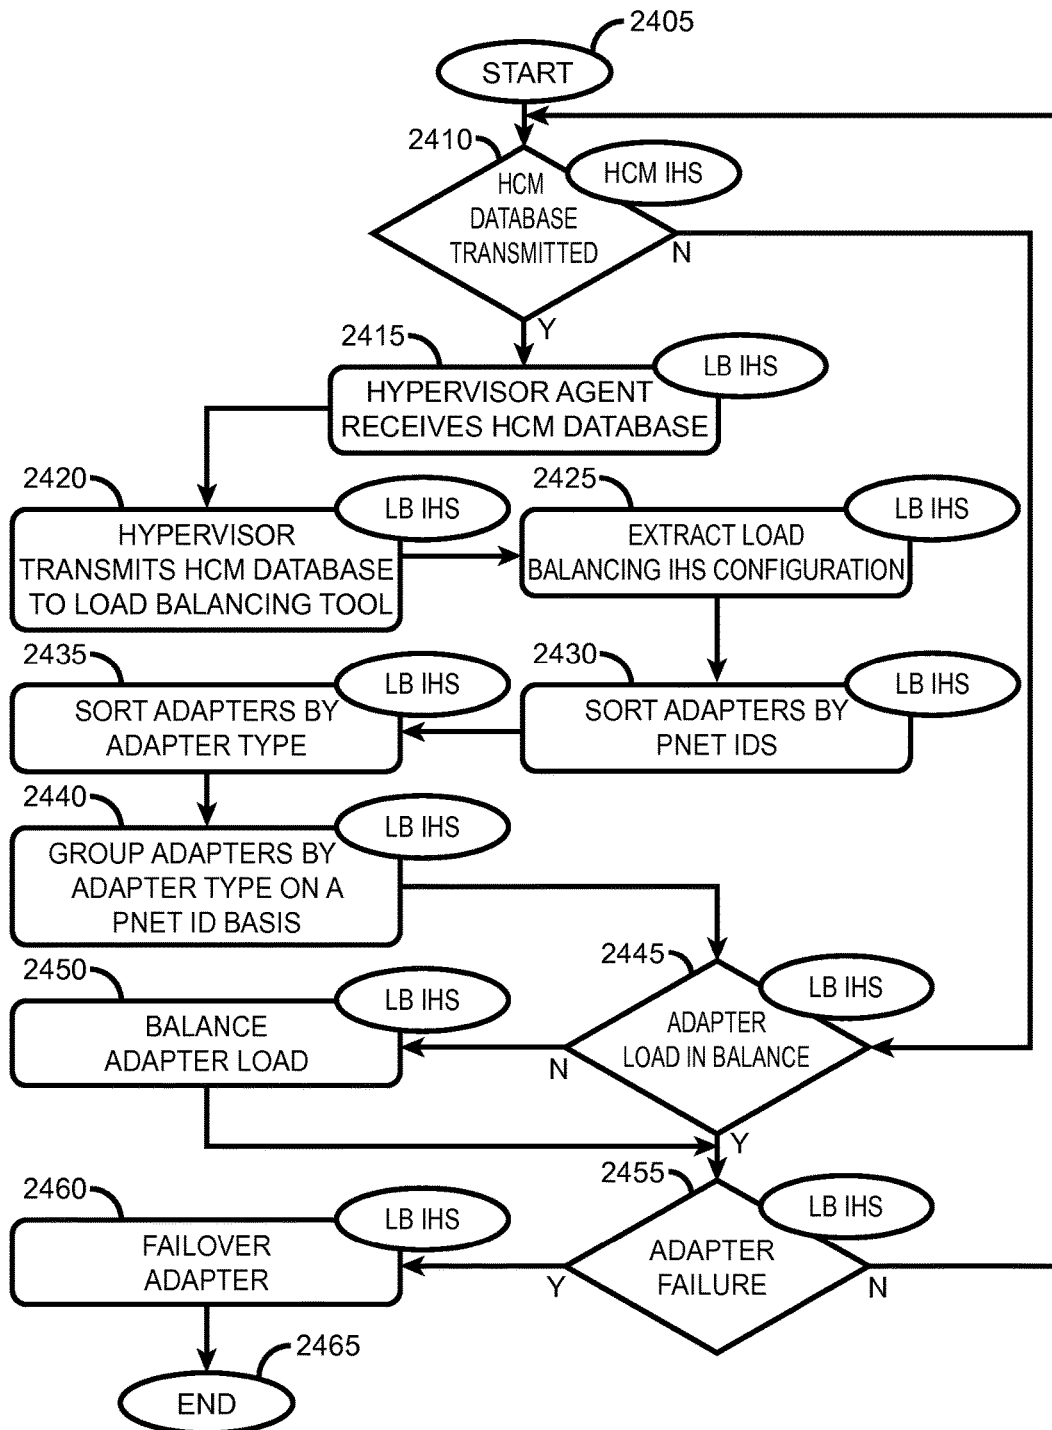 2405
START
2410
HCM IHS
HCM
DATABASE
TRANSMITTED
N
Y
2415
LB IHS
HYPERVISOR AGENT
RECEIVES HCM DATABASE
2420
LB IHS
HYPERVISOR
TRANSMITS HCM DATABASE
TO LOAD BALANCING TOOL
2425
LB IHS
EXTRACT LOAD
BALANCING IHS CONFIGURATION
2435
LB IHS
SORT ADAPTERS BY
ADAPTER TYPE
2430
LB IHS
SORT ADAPTERS BY
PNET IDS
2440
LB IHS
GROUP ADAPTERS BY
ADAPTER TYPE ON A
PNET ID BASIS
2445
LB IHS
ADAPTER
LOAD IN BALANCE
N
Y
2450
LB IHS
BALANCE
ADAPTER LOAD
2455
LB IHS
ADAPTER
FAILURE
Y
N
2460
LB IHS
FAILOVER
ADAPTER
2465
END